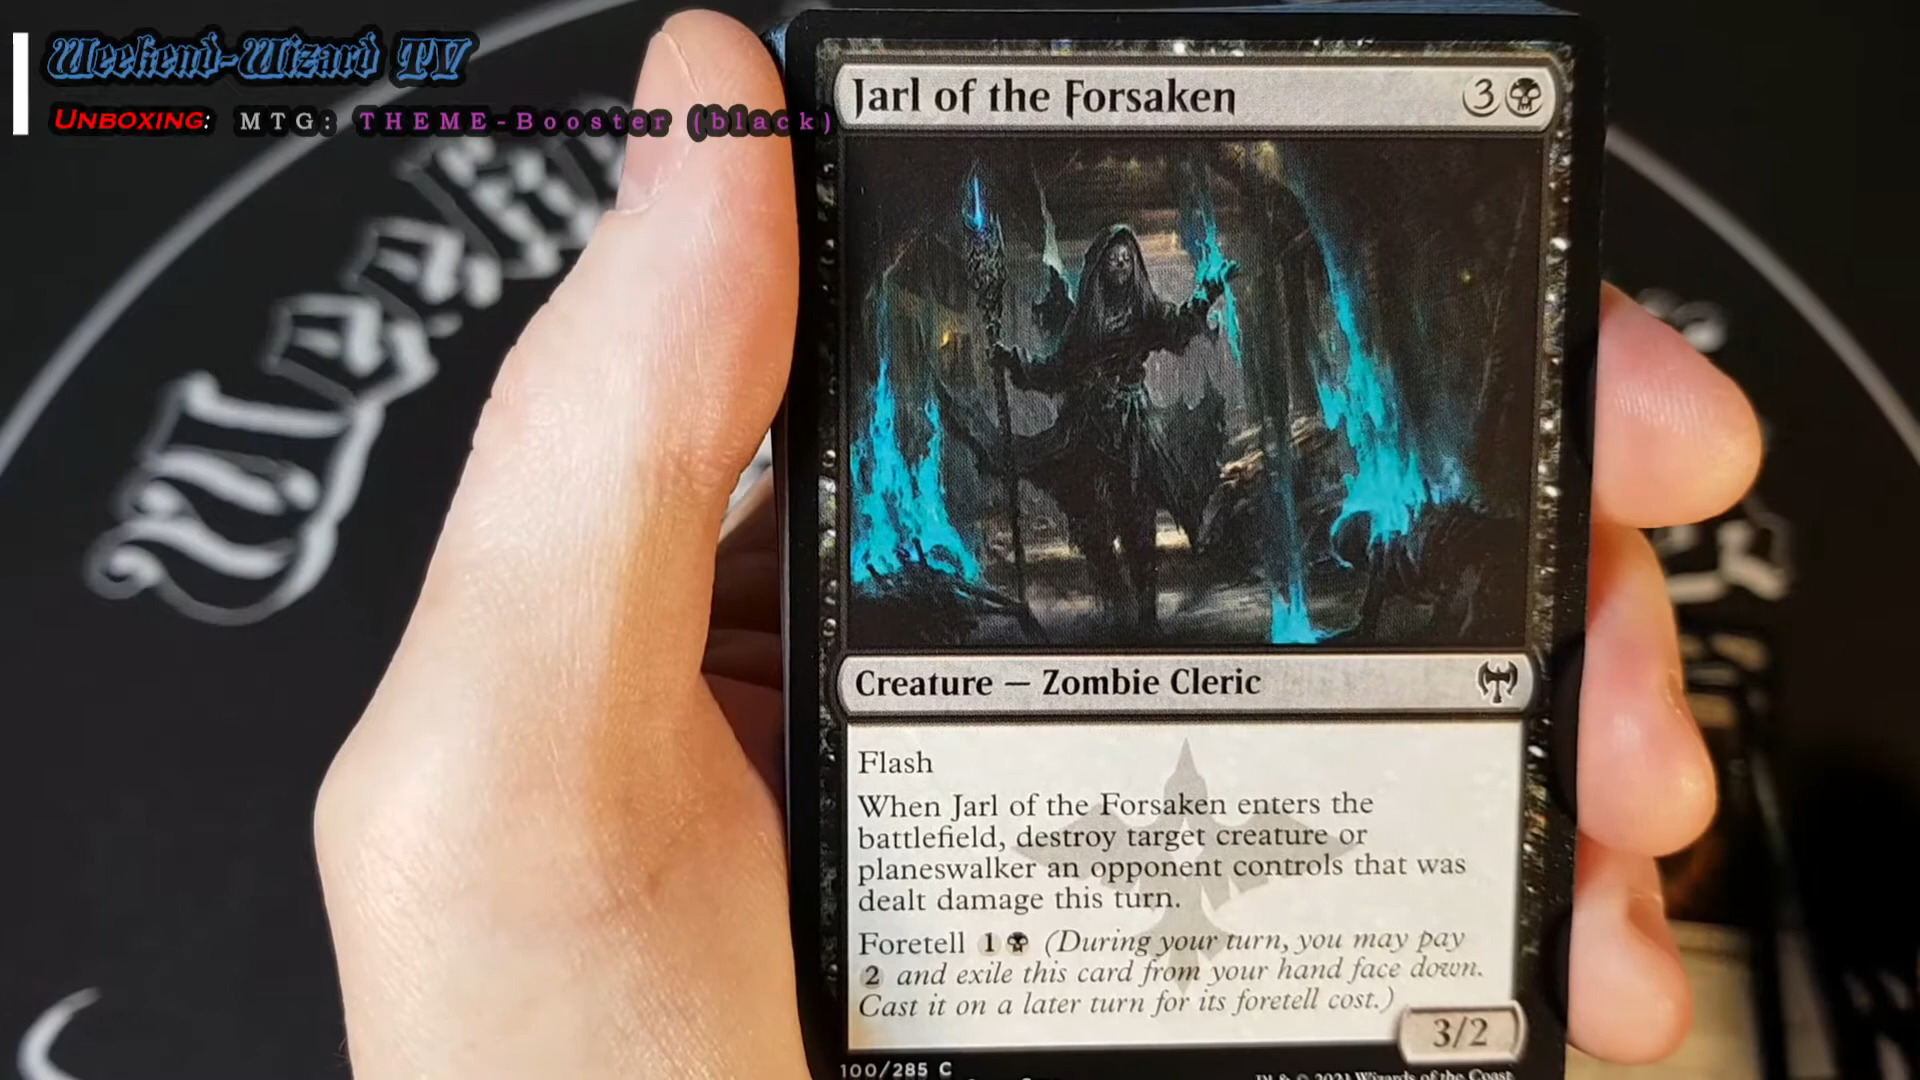 Weekend-Wizard TV
Unboxing: MTG: THEME-Booster (black)
Jarl of the Forsaken 3
Creature — Zombie Cleric
Flash
When Jarl of the Forsaken enters the
battlefield, destroy target creature or
planeswalker an opponent controls that was
dealt damage this turn.
Foretell 1 (During your turn, you may pay
2 and exile this card from your hand face down.
Cast it on a later turn for its foretell cost.)
3/2
100/285 C
© 2021 Wizards of the Coast